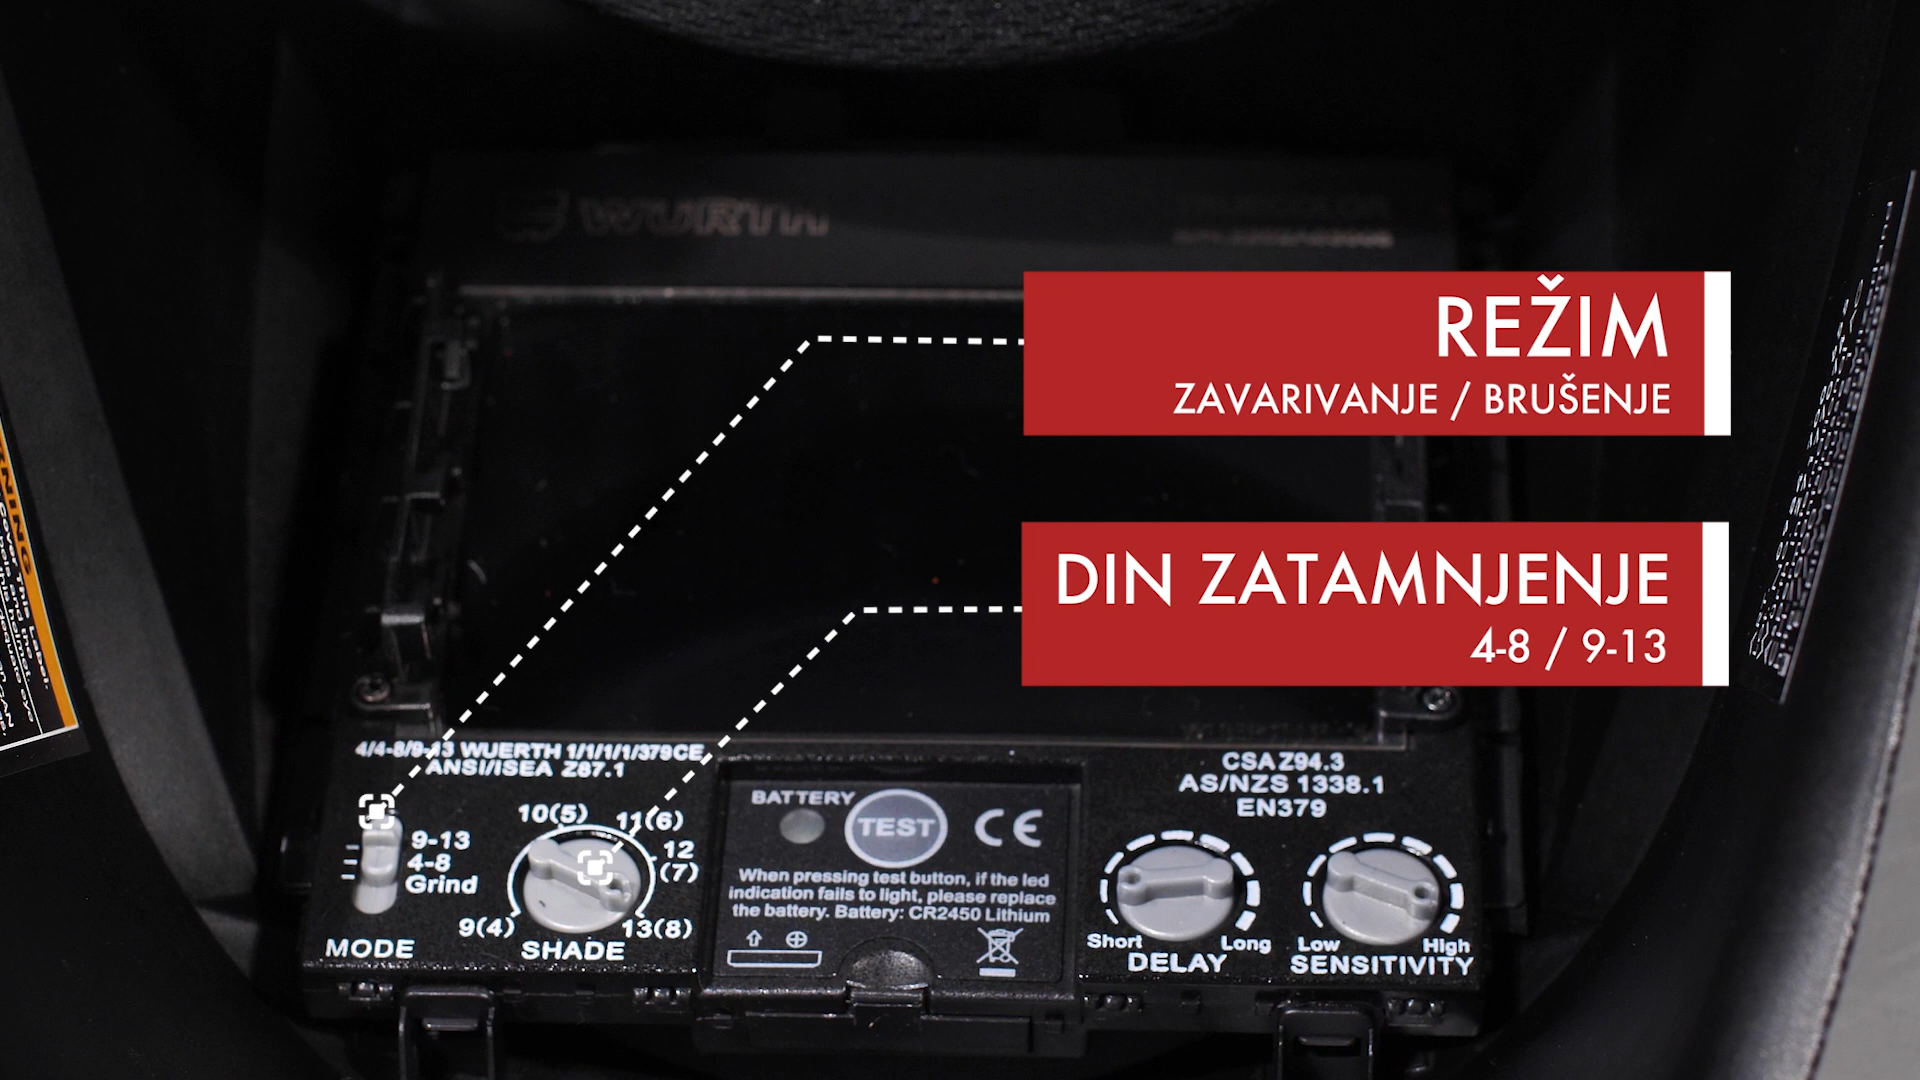 WURTH
REŽIM
ZAVARIVANJE / BRUŠENJE
DIN ZATAMNJENJE
4-8 / 9-13
4/4-8/9-13 WUERTH 1/1/1/1/379CE
ANSI/ISEA Z87.1
9-13
4-8
Grind
MODE
10(5)
11(6)
12
(7)
9(4)
13(8)
SHADE
BATTERY
TEST
CE
When pressing test button, if the led
indication fails to light, please replace
the battery. Battery: CR2450 Lithium
CSA Z94.3
AS/NZS 1338.1
EN379
Short
Long
DELAY
Low
High
SENSITIVITY